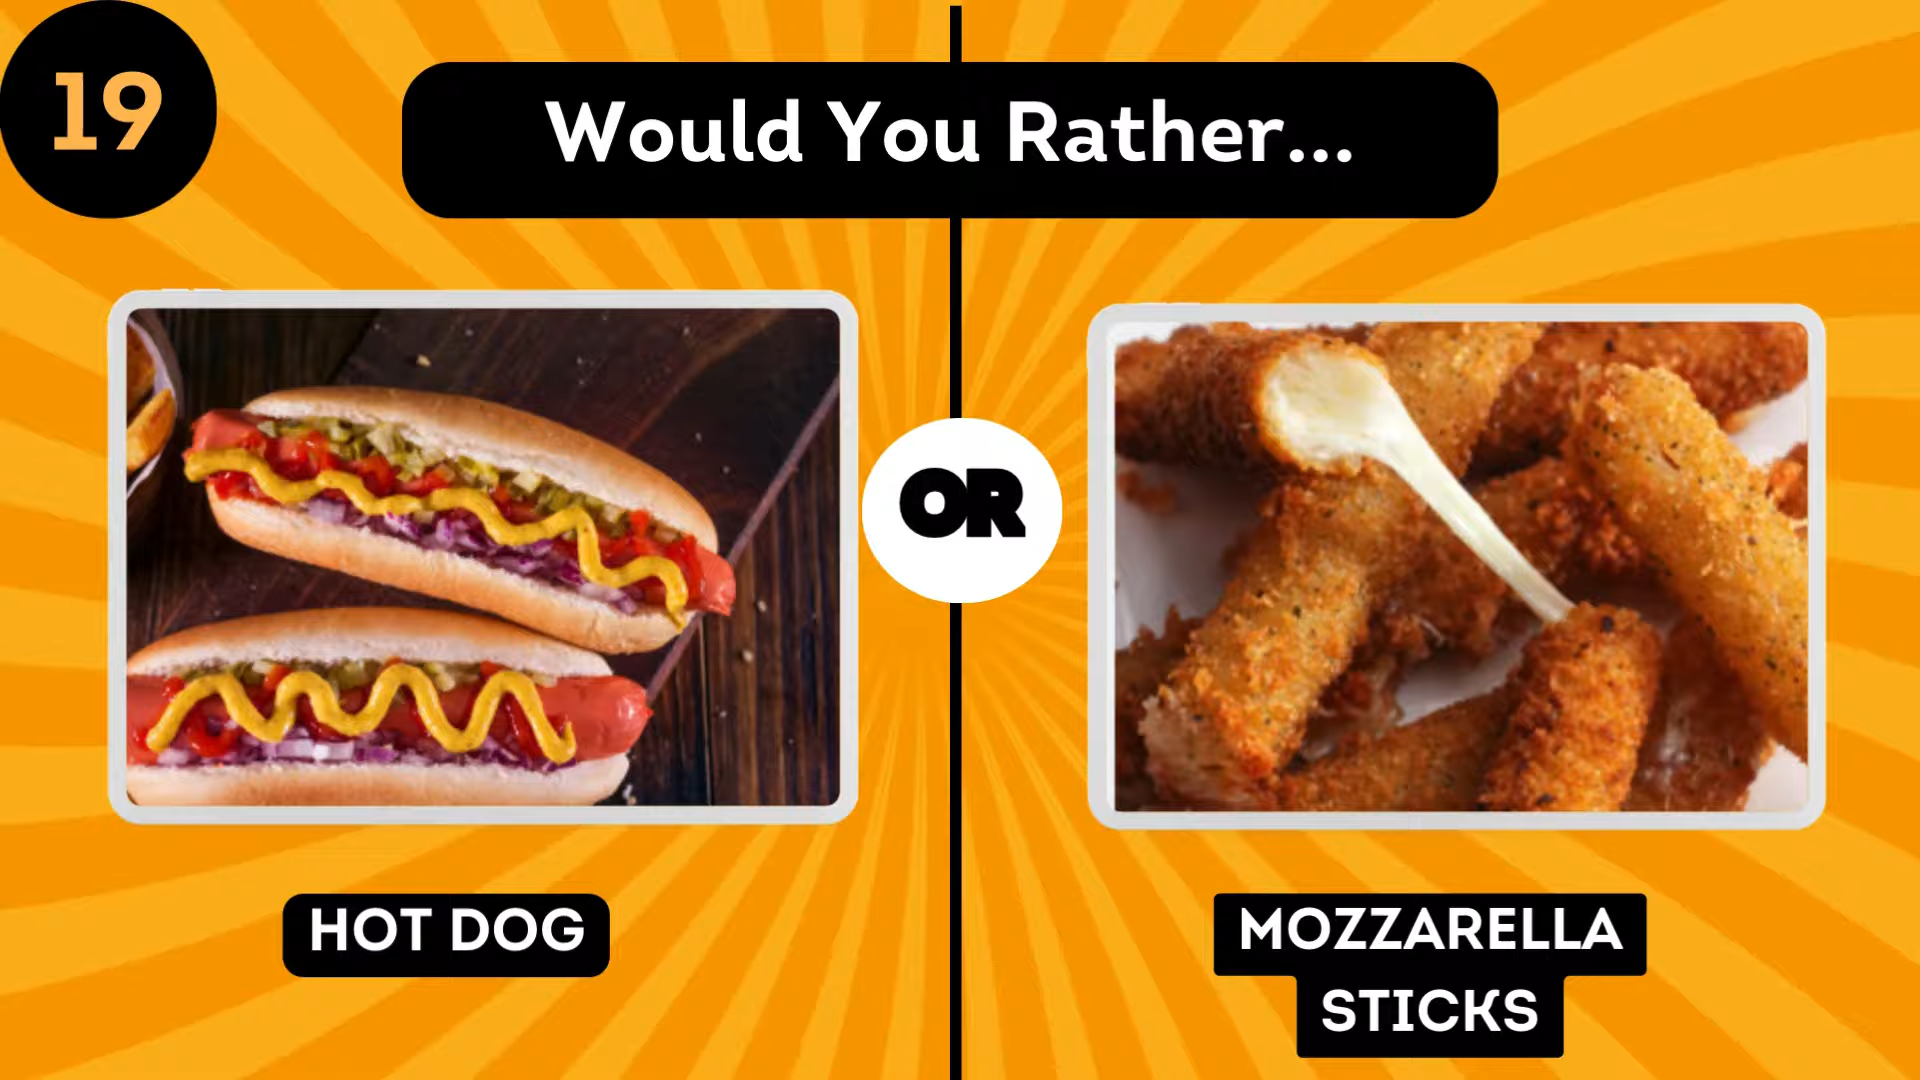 19
Would You Rather...
OR
HOT DOG
MOZZARELLA
STICKS